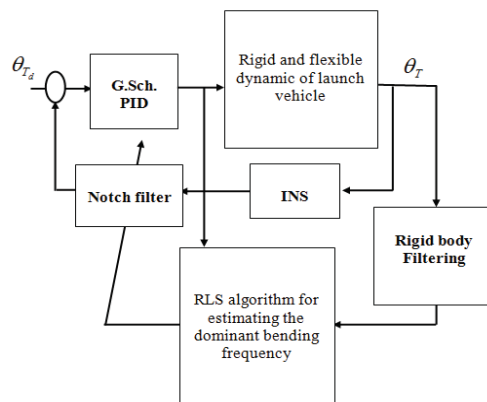 θ_{T_d}
G.Sch.
PID
Rigid and flexible
dynamic of launch
vehicle
θ_T
Notch filter
INS
Rigid body
Filtering
RLS algorithm for
estimating the
dominant bending
frequency